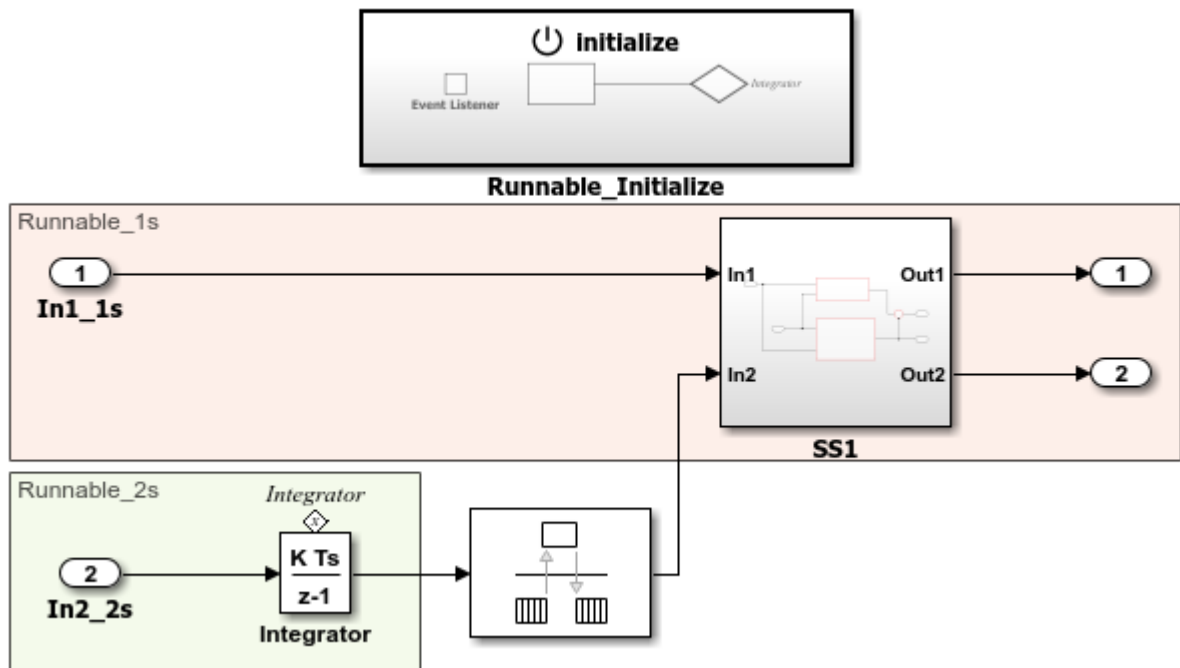 initialize
Event Listener
Integrator
Runnable_Initialize
Runnable_1s
1
In1_1s
In1
Out1
1
In2
Out2
2
SS1
Runnable_2s
Integrator
x
2
In2_2s
K Ts
z-1
Integrator